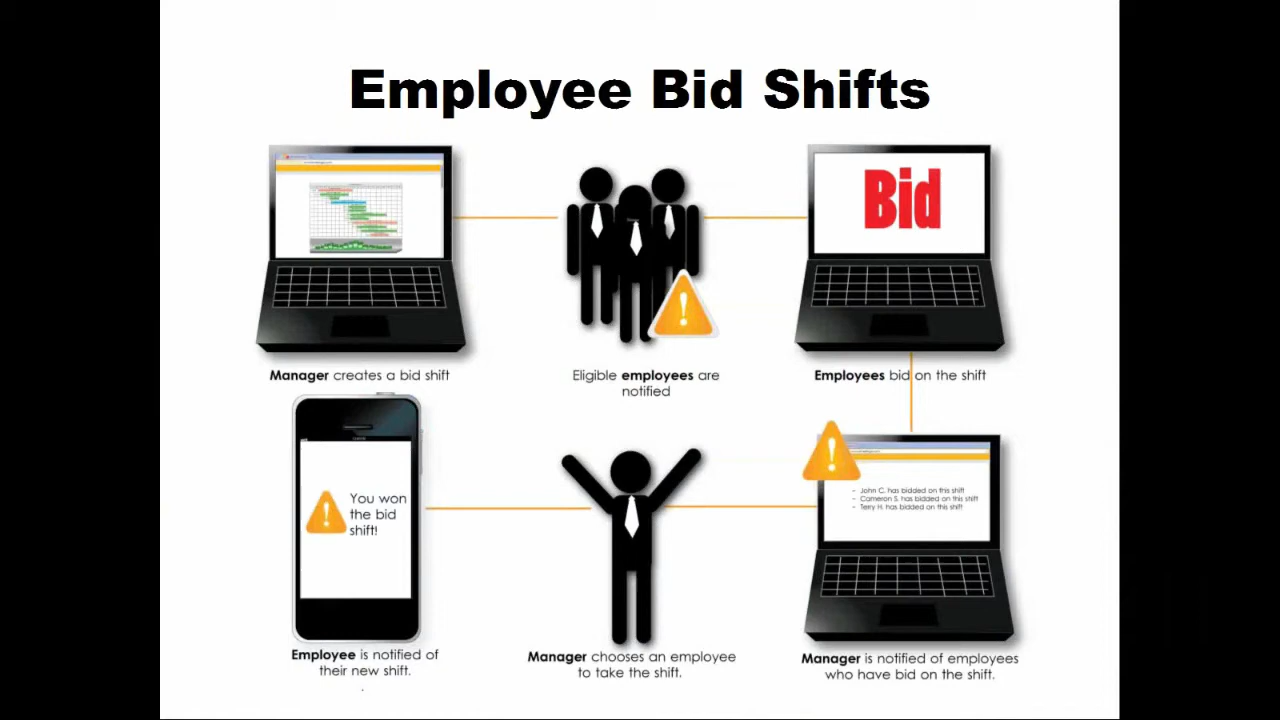 Employee Bid Shifts
Bid
Manager creates a bid shift
Eligible employees are
notified
Employees bid on the shift
- John C. has bidded on this shift
- Cameron S. has bidded on this shift
- Terry H. has bidded on this shift
Manager is notified of employees
who have bid on the shift.
Manager chooses an employee
to take the shift.
You won
the bid
shift!
Employee is notified of
their new shift.